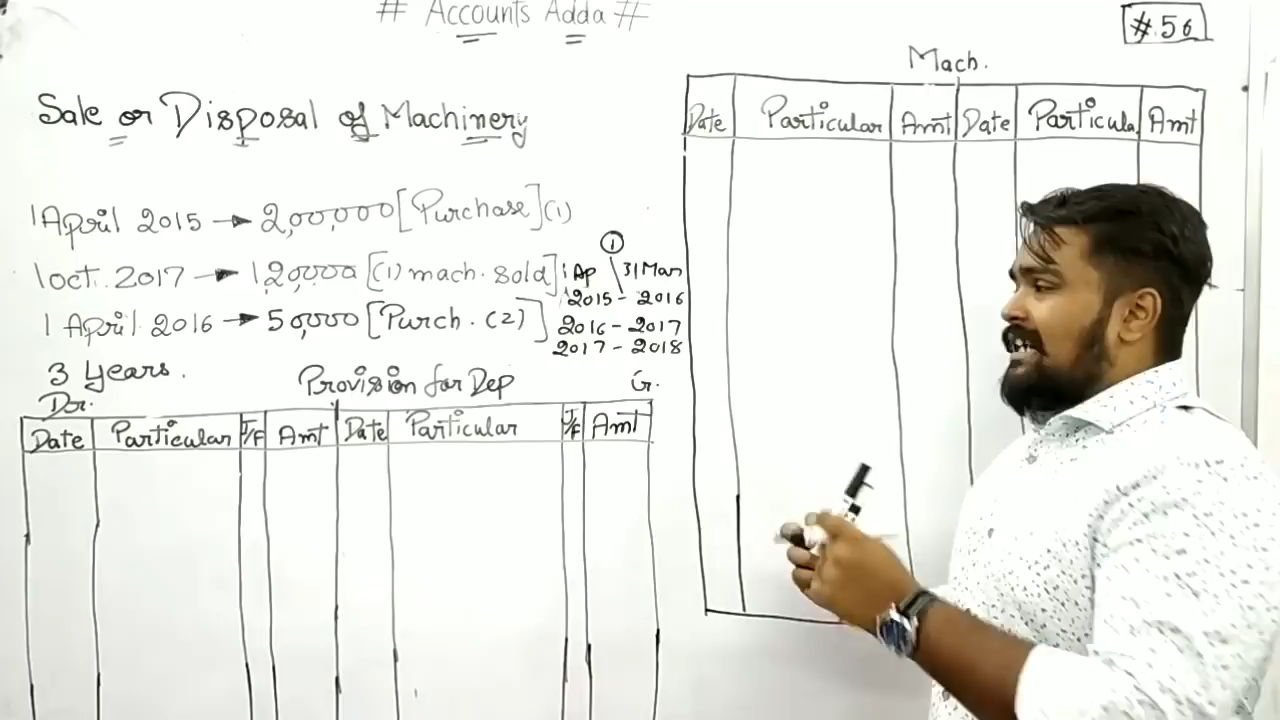 # Accounts Adda #
#.56
Sale or Disposal of Machinery
1 April 2015 → 2,00,000 [Purchase] (1)
1 oct. 2017 → 1,20,000 [(1) mach. sold]
1 April 2016 → 50,000 [Purch. (2)]
3 years.
1
1 Ap 31 Mar
2015 - 2016
2016 - 2017
2017 - 2018
Dr. Provision for Dep Cr.
Date Particular J/F Amt Date Particular J/F Amt
Mach.
Date Particular Amt Date Particula Amt